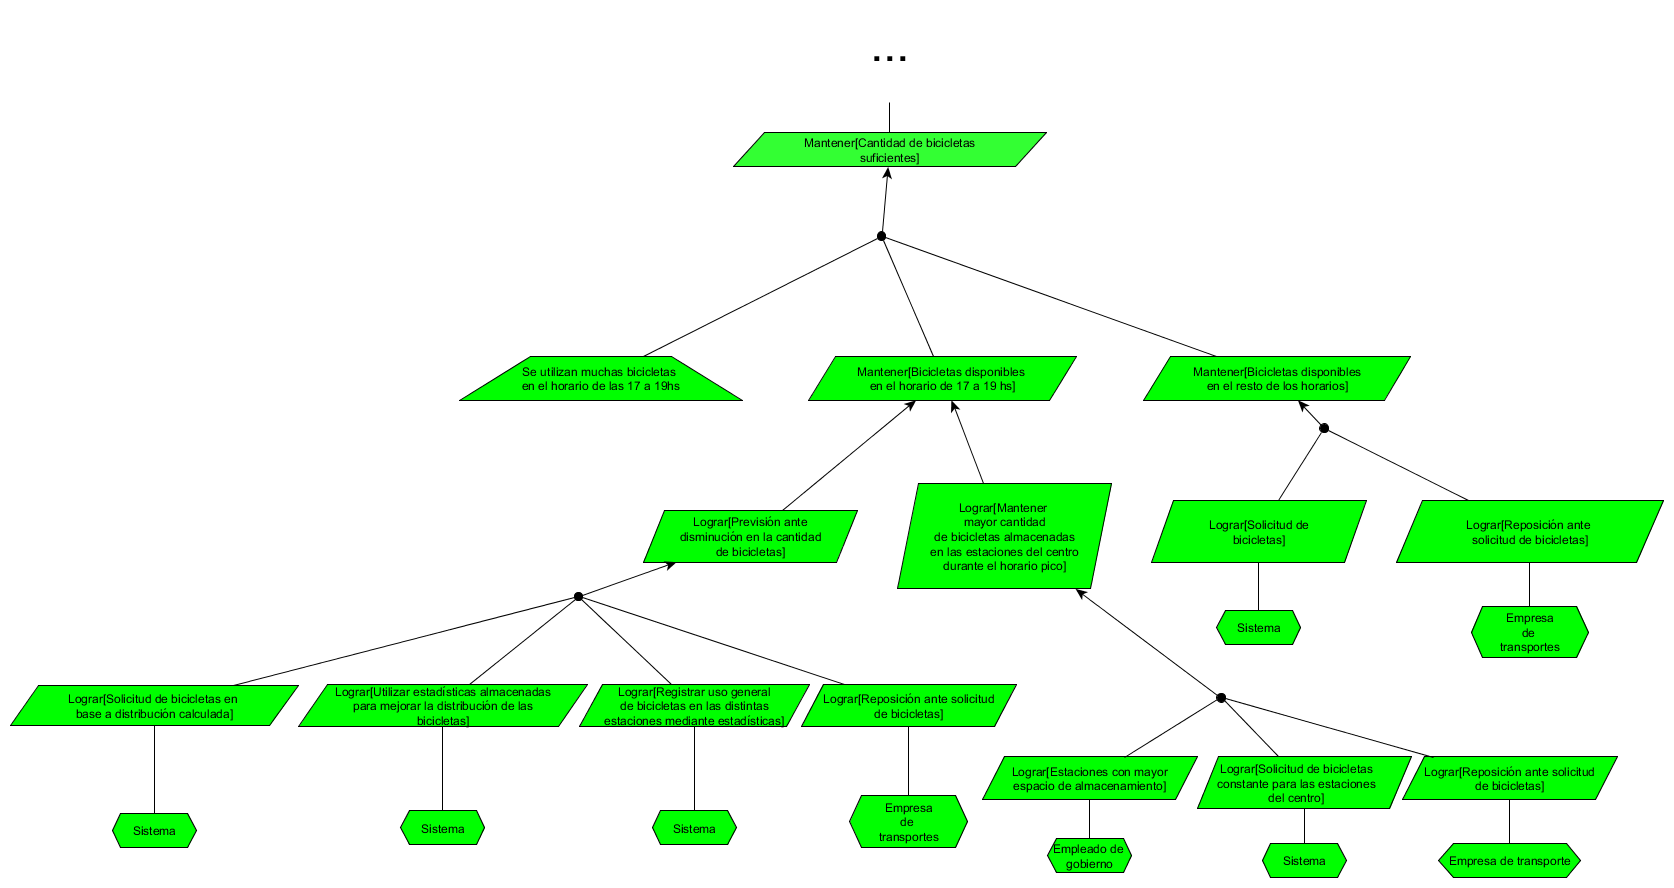 ...
Mantener[Cantidad de bicicletas
suficientes]
Se utilizan muchas bicicletas
en el horario de las 17 a 19hs
Mantener[Bicicletas disponibles
en el horario de 17 a 19 hs]
Mantener[Bicicletas disponibles
en el resto de los horarios]
Lograr[Previsión ante
disminución en la cantidad
de bicicletas]
Lograr[Mantener
mayor cantidad
de bicicletas almacenadas
en las estaciones del centro
durante el horario pico]
Lograr[Solicitud de
bicicletas]
Lograr[Reposición ante
solicitud de bicicletas]
Sistema
Empresa
de
transportes
Lograr[Solicitud de bicicletas en
base a distribución calculada]
Lograr[Utilizar estadísticas almacenadas
para mejorar la distribución de las
bicicletas]
Lograr[Registrar uso general
de bicicletas en las distintas
estaciones mediante estadísticas]
Lograr[Reposición ante solicitud
de bicicletas]
Lograr[Estaciones con mayor
espacio de almacenamiento]
Lograr[Solicitud de bicicletas
constante para las estaciones
del centro]
Lograr[Reposición ante solicitud
de bicicletas]
Sistema
Sistema
Sistema
Empresa
de
transportes
Empleado de
gobierno
Sistema
Empresa de transporte